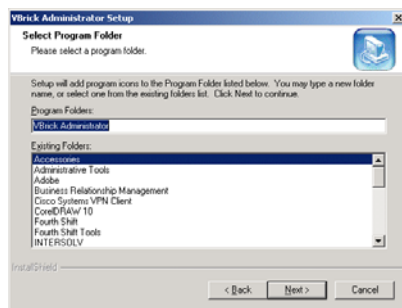 VBrick Administrator Setup
Select Program Folder
Please select a program folder.
Setup will add program icons to the Program Folder listed below. You may type a new folder
name, or select one from the existing folders list. Click Next to continue.
Program Folders:
VBrick Administrator
Existing Folders:
Accessories
Administrative Tools
Adobe
Business Relationship Management
Cisco Systems VPN Client
CorelDRAW 10
Fourth Shift
Fourth Shift Tools
INTERSOLV
InstallShield
< Back
Next >
Cancel